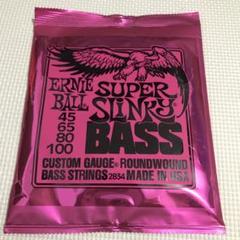 ERNIE BALL
SUPER SLINKY
45
65
80
100
BASS
CUSTOM GAUGE • ROUNDWOUND
BASS STRINGS 2834 MADE IN USA